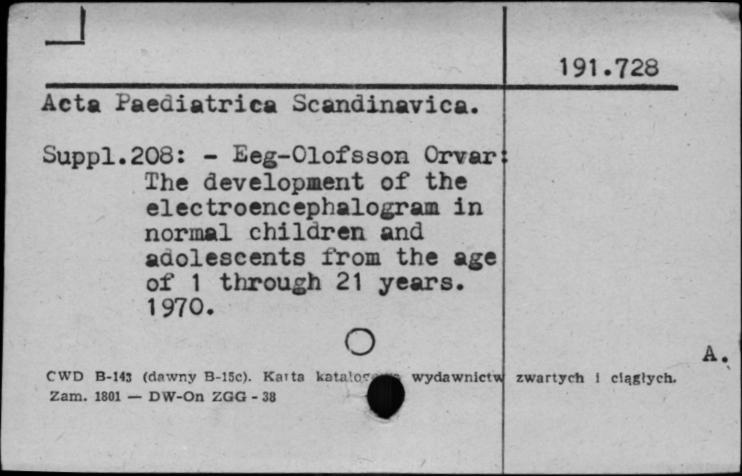 191.728
Acta Paediatrica Scandinavica.
Suppl.208: - Eeg-Olofsson Orvar:
The development of the
electroencephalogram in
normal children and
adolescents from the age
of 1 through 21 years.
1970.
A.
CWD B-143 (dawny B-15c). Karta wydawnictw zwartych i ciągłych.
Zam. 1801 — DW-On ZGG - 38